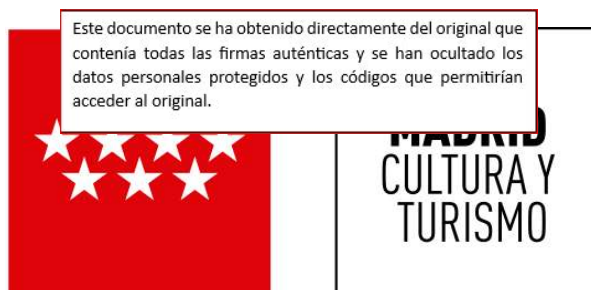 Este documento se ha obtenido directamente del original que
contenía todas las firmas auténticas y se han ocultado los
datos personales protegidos y los códigos que permitirían
acceder al original.
MADRID
CULTURA Y
TURISMO